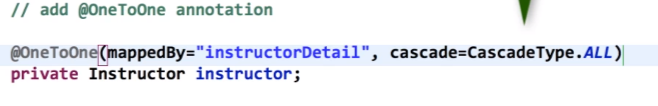 // add @OneToOne annotation
@OneToOne(mappedBy="instructorDetail", cascade=CascadeType.ALL)
private Instructor instructor;